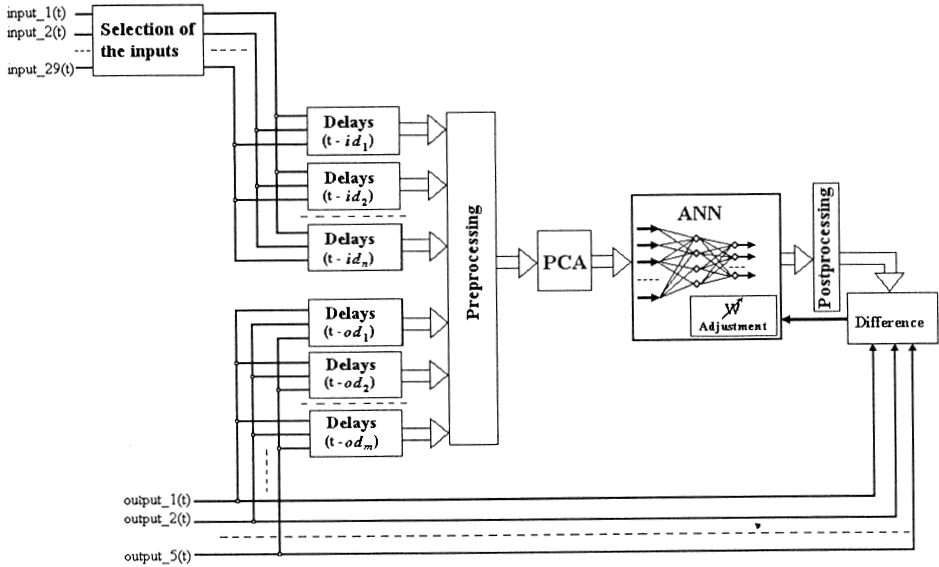 input_1(t)
input_2(t)
input_29(t)
Selection of
the inputs
Delays
(t - id1)
Delays
(t - id2)
Delays
(t - idn)
Delays
(t - od1)
Delays
(t - od2)
Delays
(t - odm)
Preprocessing
PCA
ANN
W
Adjustment
Postprocessing
Difference
output_1(t)
output_2(t)
output_5(t)